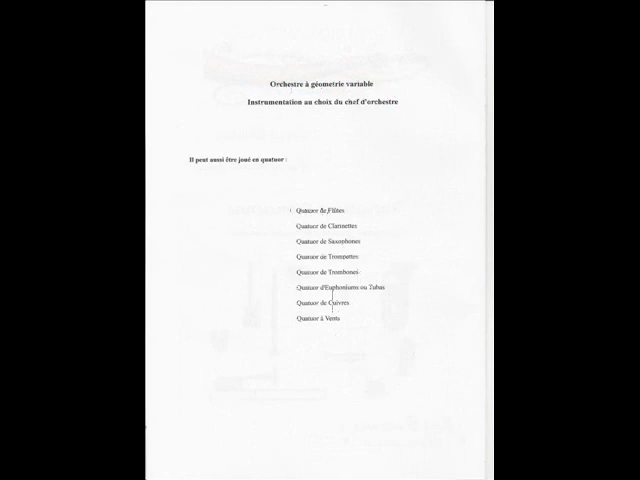 Orchestre à géometrie variable
Instrumentation au choix du chef d'orchestre
Il peut aussi être joué en quatuor :
Quatuor de Flûtes
Quatuor de Clarinettes
Quatuor de Saxophones
Quatuor de Trompettes
Quatuor de Trombones
Quatuor d'Euphoniums ou Tubas
Quatuor de Cuivres
Quatuor à Vents